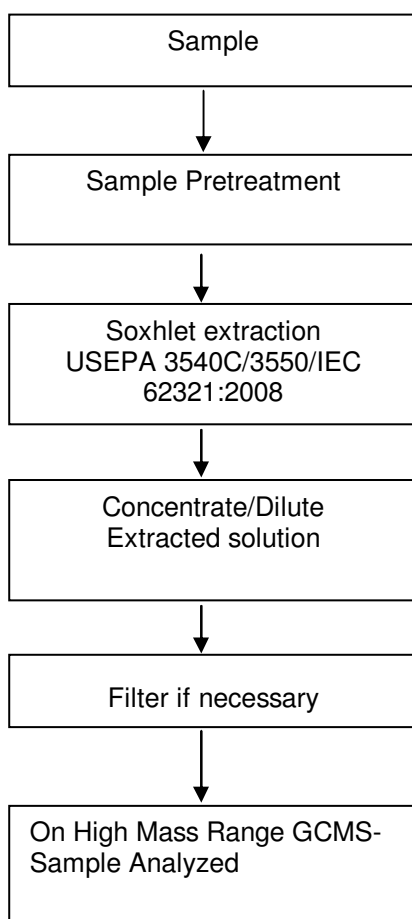 Sample
Sample Pretreatment
Soxhlet extraction
USEPA 3540C/3550/IEC
62321:2008
Concentrate/Dilute
Extracted solution
Filter if necessary
On High Mass Range GCMS-
Sample Analyzed